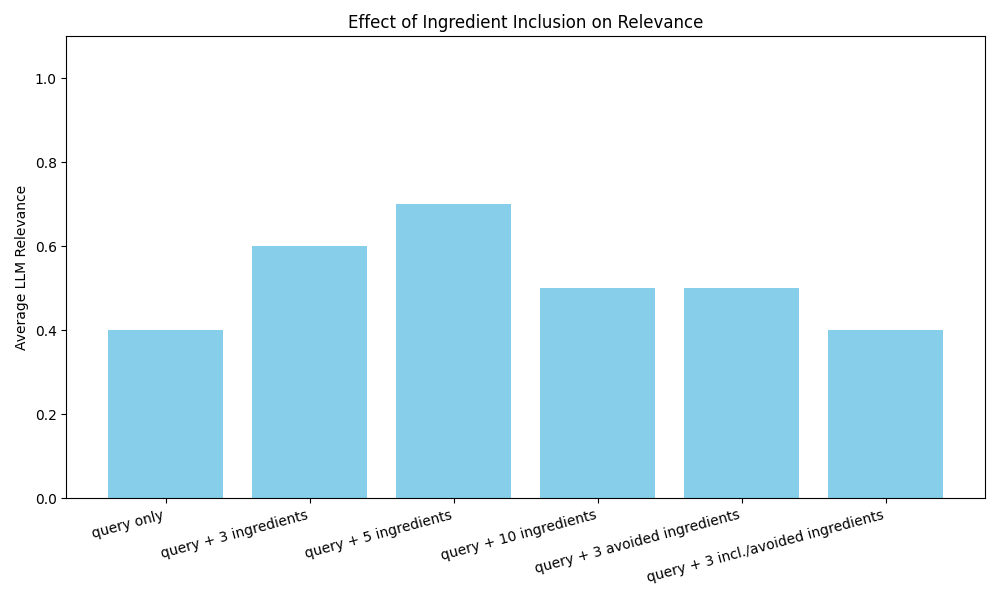 Effect of Ingredient Inclusion on Relevance
Average LLM Relevance
1.0
0.8
0.6
0.4
0.2
0.0
query only
query + 3 ingredients
query + 5 ingredients
query + 10 ingredients
query + 3 avoided ingredients
query + 3 incl./avoided ingredients